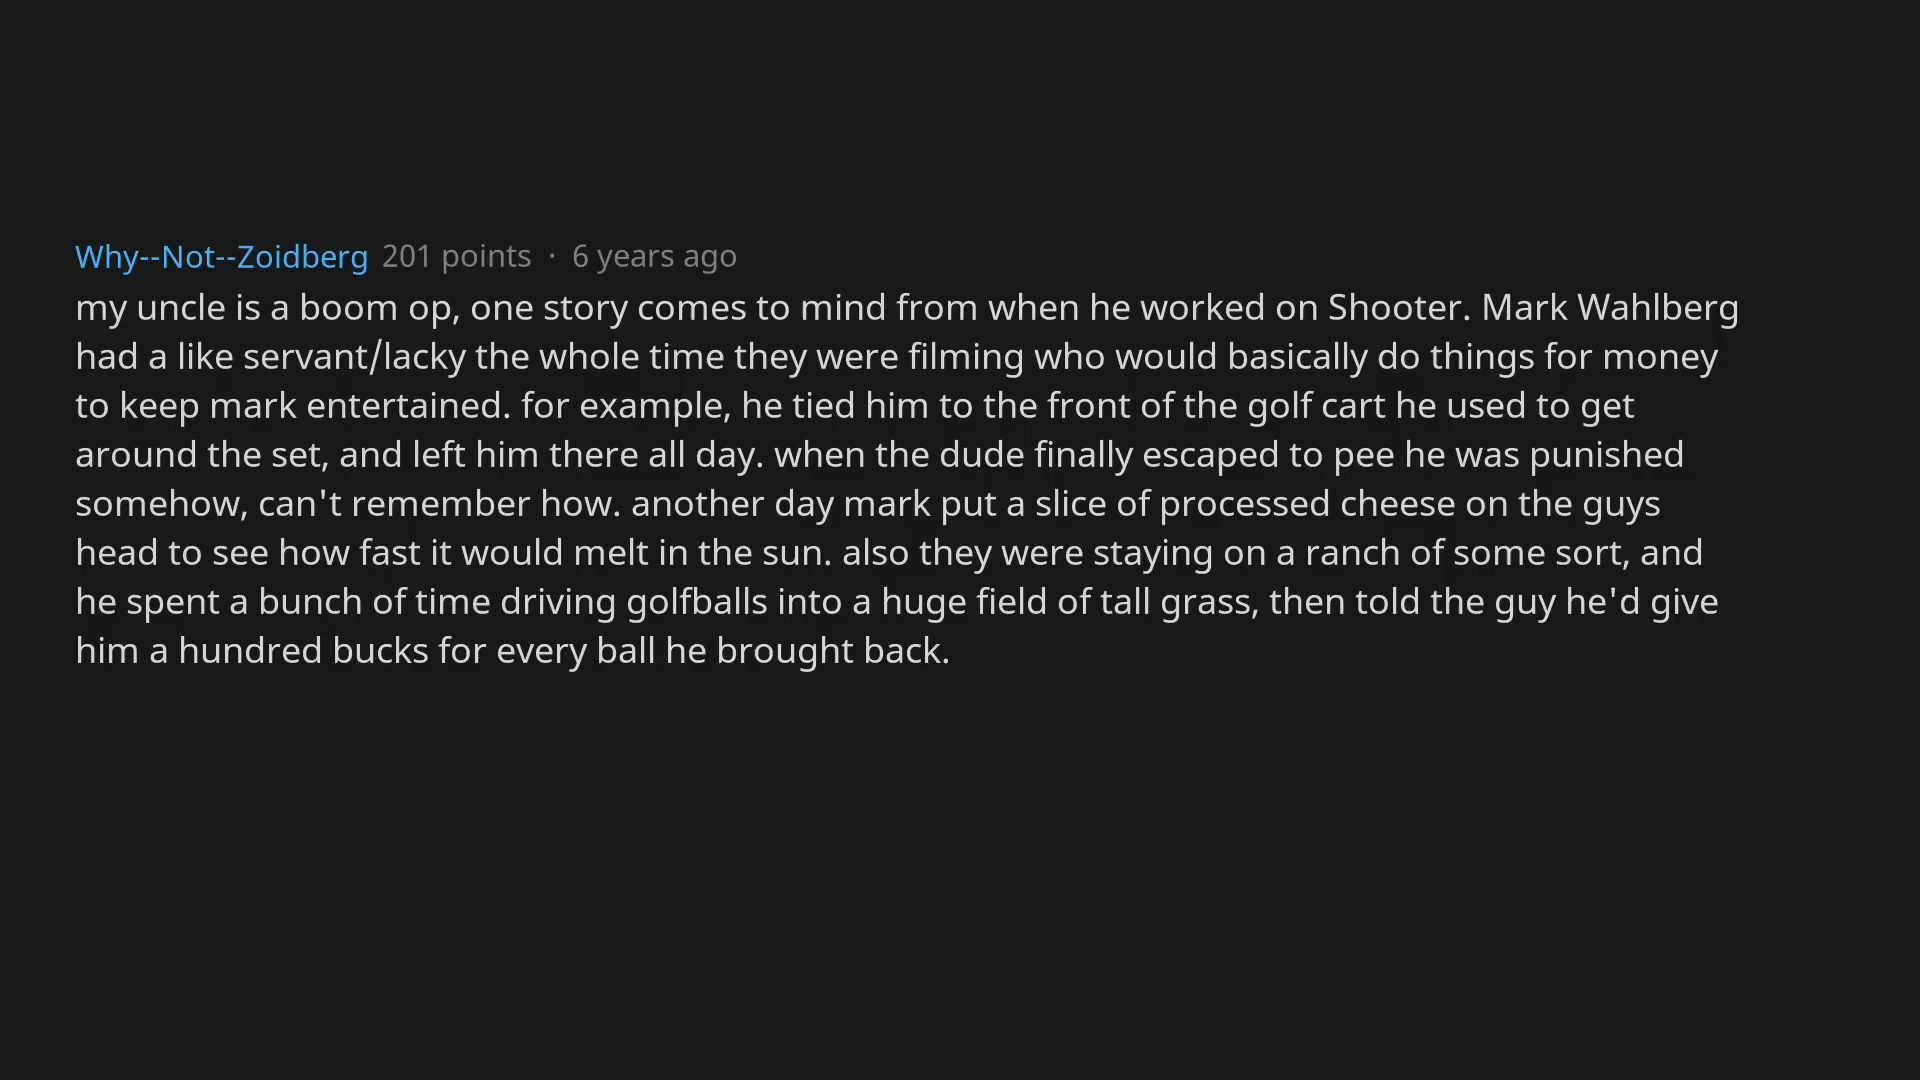 Why--Not--Zoidberg 201 points · 6 years ago
my uncle is a boom op, one story comes to mind from when he worked on Shooter. Mark Wahlberg
had a like servant/lacky the whole time they were filming who would basically do things for money
to keep mark entertained. for example, he tied him to the front of the golf cart he used to get
around the set, and left him there all day. when the dude finally escaped to pee he was punished
somehow, can't remember how. another day mark put a slice of processed cheese on the guys
head to see how fast it would melt in the sun. also they were staying on a ranch of some sort, and
he spent a bunch of time driving golfballs into a huge field of tall grass, then told the guy he'd give
him a hundred bucks for every ball he brought back.